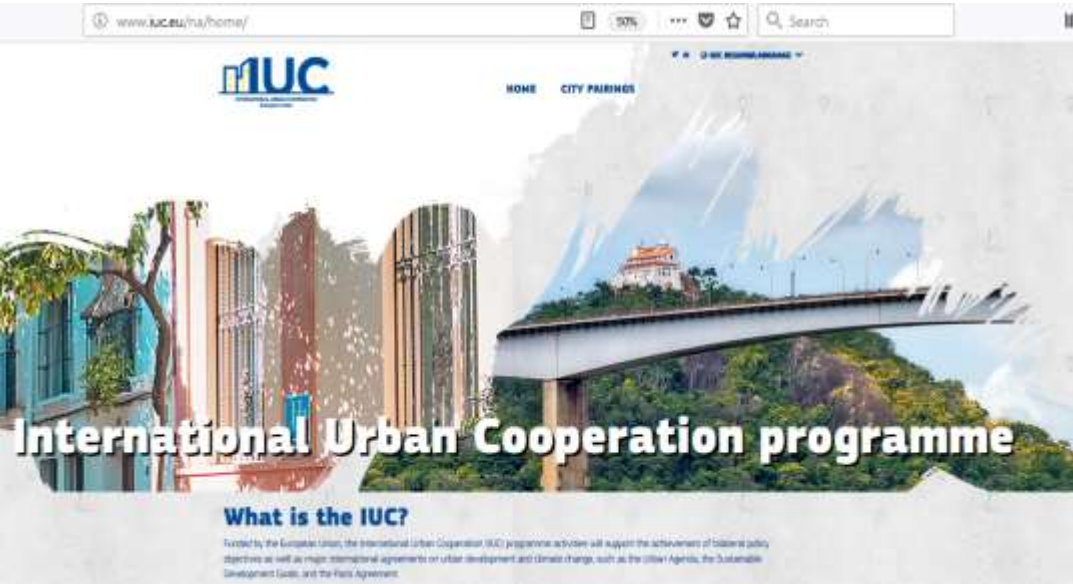 www.iuc.eu/na/home/
50%
Search
IUC
HOME CITY PAIRINGS
International Urban Cooperation programme
What is the IUC?
Funded by the European Union, the International Urban Cooperation (IUC) programme activities will support the achievement of bilateral policy
objectives as well as major international agreements on urban development and climate change, such as the Urban Agenda, the Sustainable
Development Goals, and the Paris Agreement